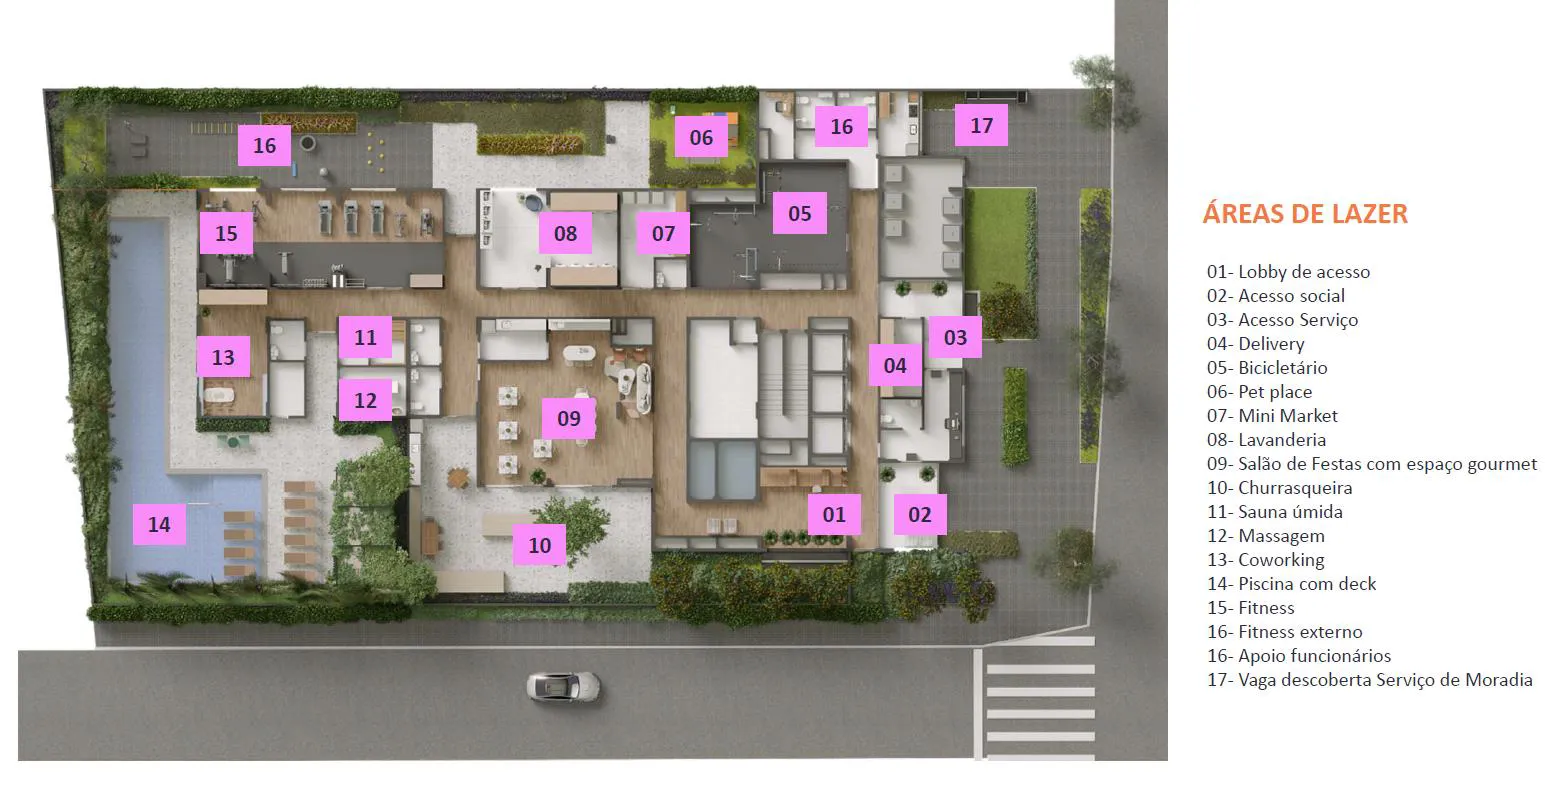 06
16
17
16
05
15
08
07
11
03
13
04
12
09
14
01
02
10
ÁREAS DE LAZER
01- Lobby de acesso
02- Acesso social
03- Acesso Serviço
04- Delivery
05- Bicicletário
06- Pet place
07- Mini Market
08- Lavanderia
09- Salão de Festas com espaço gourmet
10- Churrasqueira
11- Sauna úmida
12- Massagem
13- Coworking
14- Piscina com deck
15- Fitness
16- Fitness externo
16- Apoio funcionários
17- Vaga descoberta Serviço de Moradia